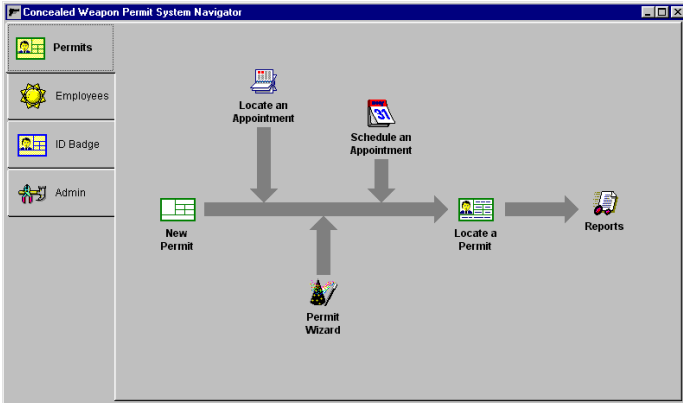 Concealed Weapon Permit System Navigator
Permits
Employees
ID Badge
Admin
Locate an
Appointment
31
Schedule an
Appointment
New
Permit
Locate a
Permit
Reports
Permit
Wizard